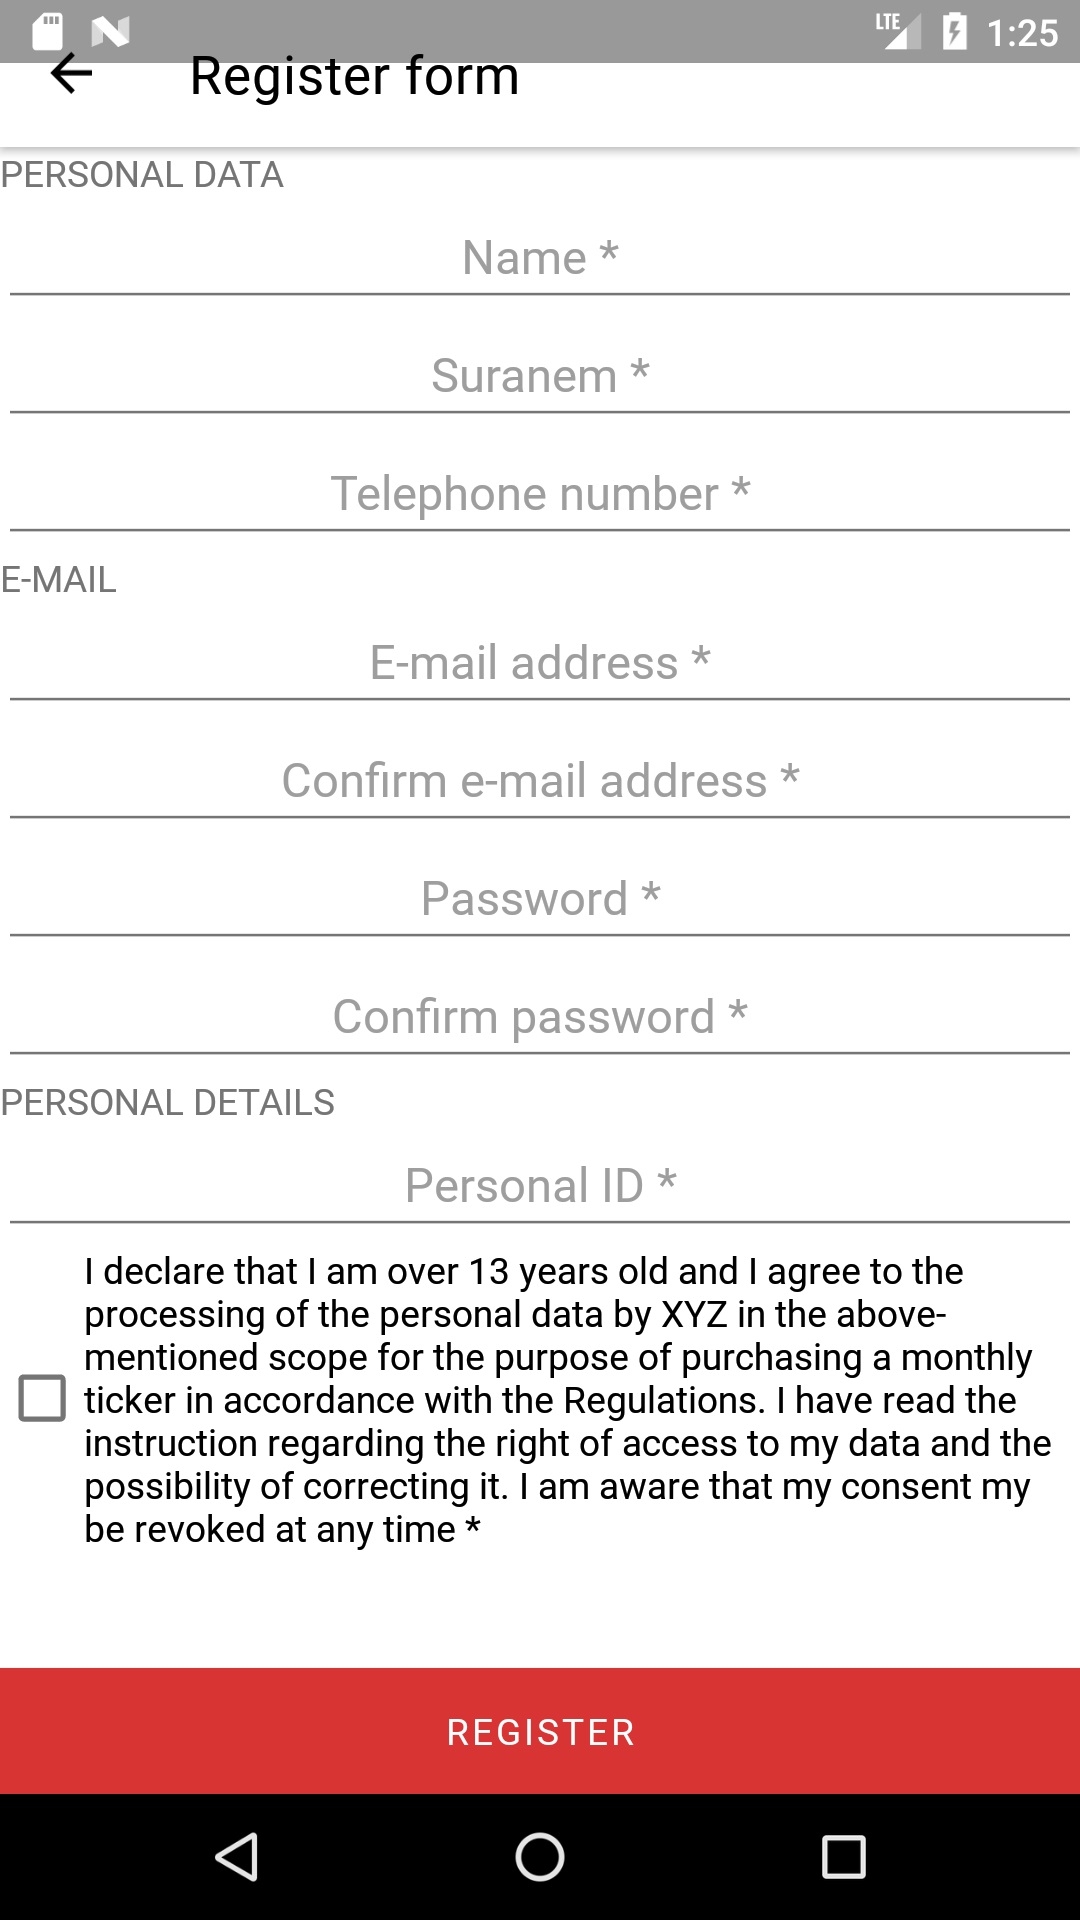 LTE 1:25
Register form
PERSONAL DATA
Name *
Suranem *
Telephone number *
E-MAIL
E-mail address *
Confirm e-mail address *
Password *
Confirm password *
PERSONAL DETAILS
Personal ID *
I declare that I am over 13 years old and I agree to the
processing of the personal data by XYZ in the above-
mentioned scope for the purpose of purchasing a monthly
ticker in accordance with the Regulations. I have read the
instruction regarding the right of access to my data and the
possibility of correcting it. I am aware that my consent my
be revoked at any time *
REGISTER